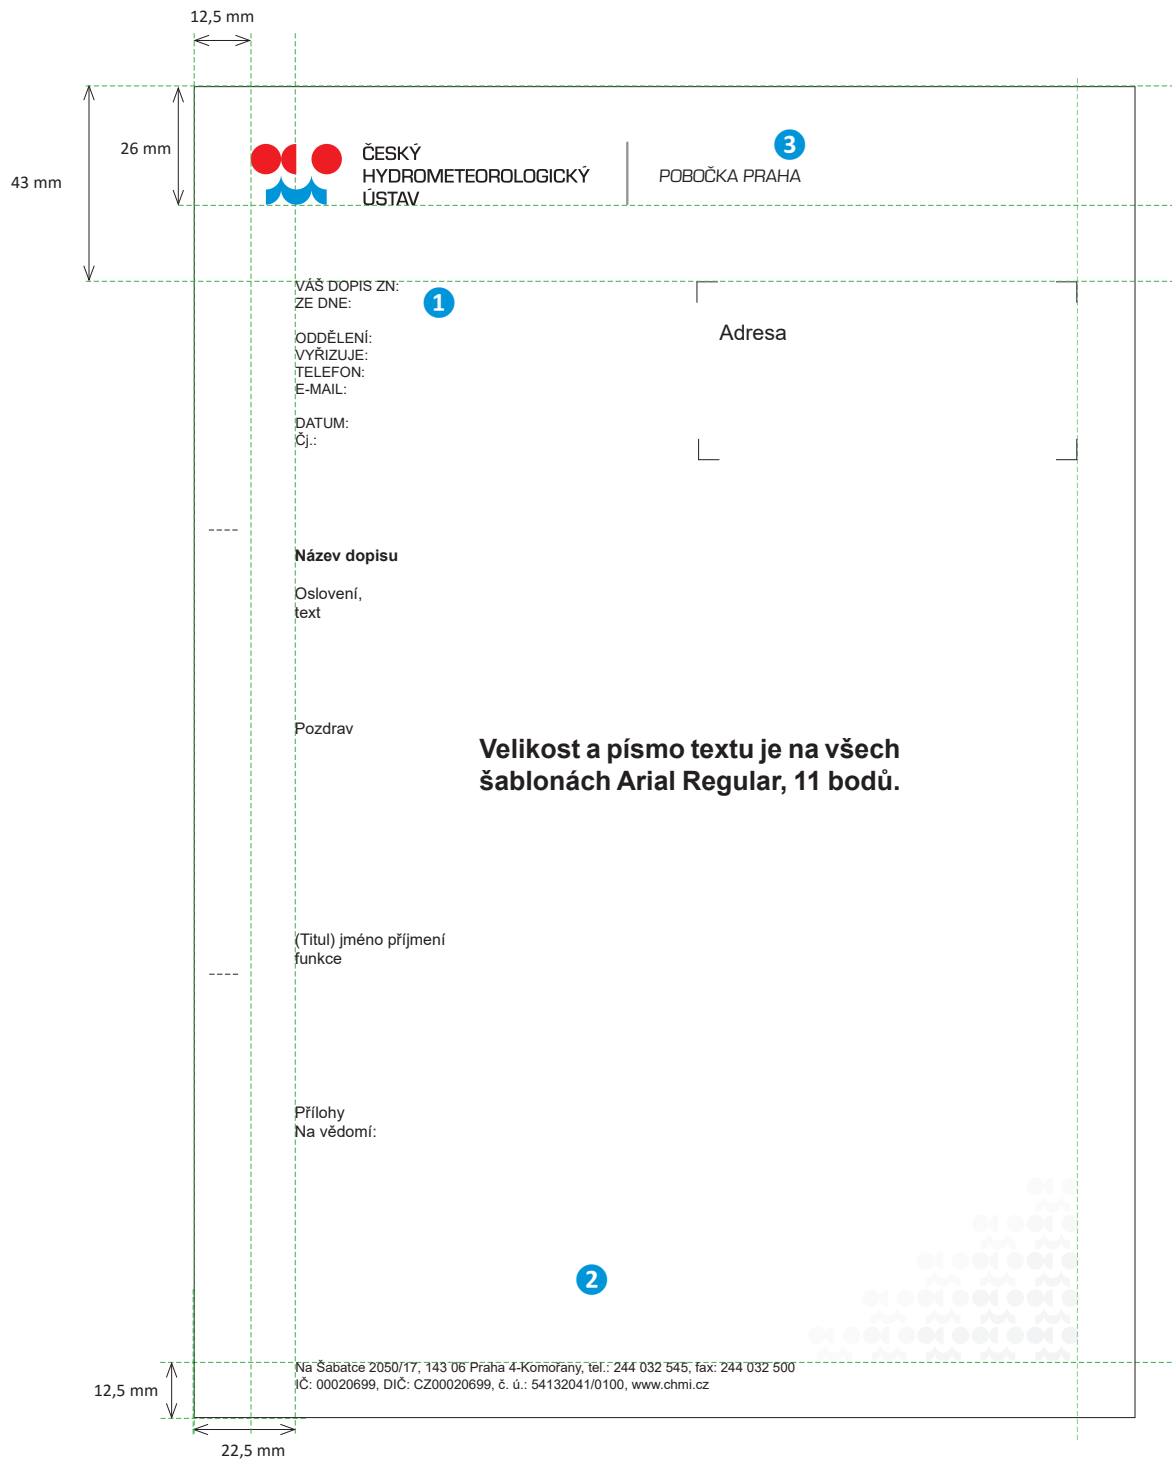 12,5 mm
26 mm
43 mm
ČESKÝ
HYDROMETEOROLOGICKÝ
ÚSTAV
POBOČKA PRAHA
3
VÁŠ DOPIS ZN:
ZE DNE:
1
ODDĚLENÍ:
VYŘIZUJE:
TELEFON:
E-MAIL:
DATUM:
Čj.:
Adresa
Název dopisu
Oslovení,
text
Pozdrav
Velikost a písmo textu je na všech
šablonách Arial Regular, 11 bodů.
(Titul) jméno příjmení
funkce
Přílohy
Na vědomí:
2
Na Šabatce 2050/17, 143 06 Praha 4-Komořany, tel.: 244 032 545, fax: 244 032 500
IČ: 00020699, DIČ: CZ00020699, č. ú.: 54132041/0100, www.chmi.cz
12,5 mm
22,5 mm